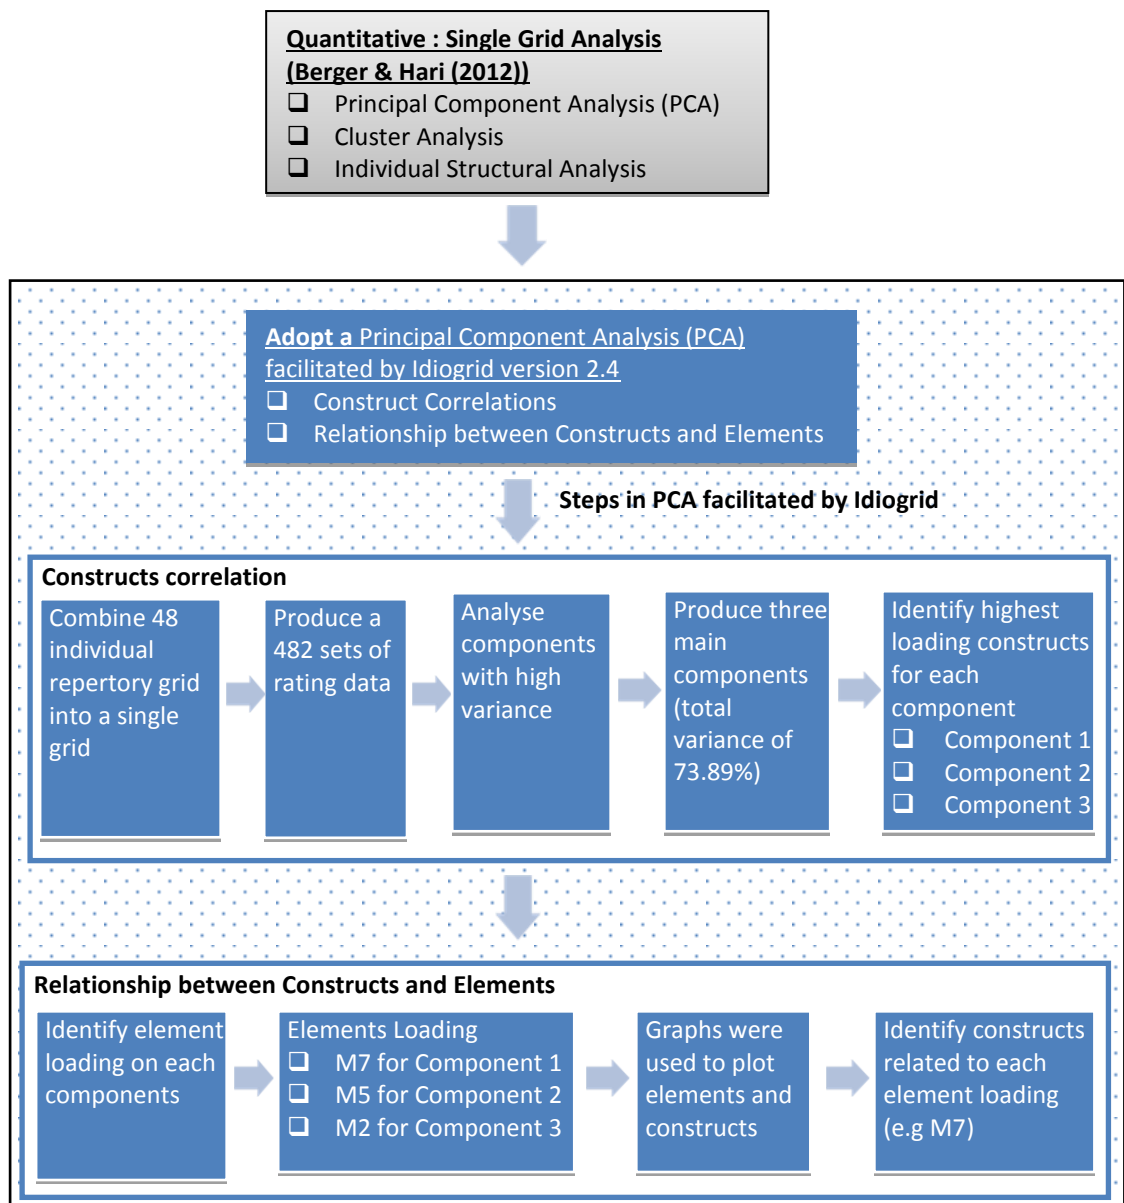 Quantitative : Single Grid Analysis
(Berger & Hari (2012))
❑ Principal Component Analysis (PCA)
❑ Cluster Analysis
❑ Individual Structural Analysis
Adopt a Principal Component Analysis (PCA)
facilitated by Idiogrid version 2.4
❑ Construct Correlations
❑ Relationship between Constructs and Elements
Steps in PCA facilitated by Idiogrid
Constructs correlation
Combine 48
individual
repertory grid
into a single
grid
Produce a
482 sets of
rating data
Analyse
components
with high
variance
Produce three
main
components
(total
variance of
73.89%)
Identify highest
loading constructs
for each
component
❑ Component 1
❑ Component 2
❑ Component 3
Relationship between Constructs and Elements
Identify element
loading on each
components
Elements Loading
❑ M7 for Component 1
❑ M5 for Component 2
❑ M2 for Component 3
Graphs were
used to plot
elements and
constructs
Identify constructs
related to each
element loading
(e.g M7)